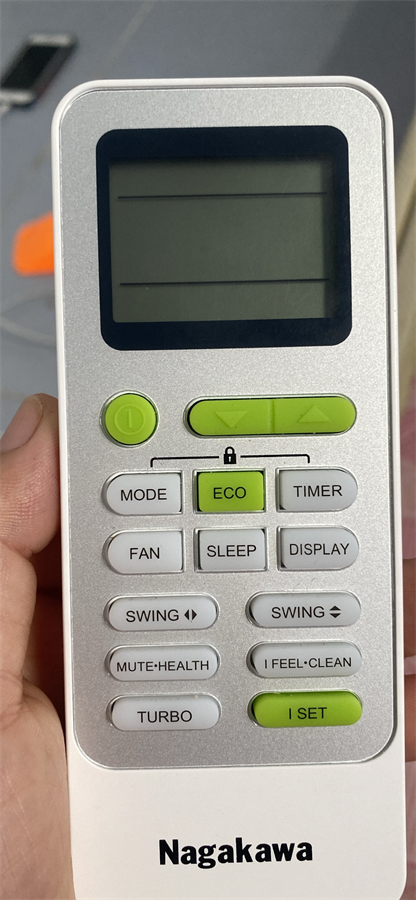 MODE ECO TIMER
FAN SLEEP DISPLAY
SWING SWING
MUTE•HEALTH I FEEL•CLEAN
TURBO I SET
Nagakawa